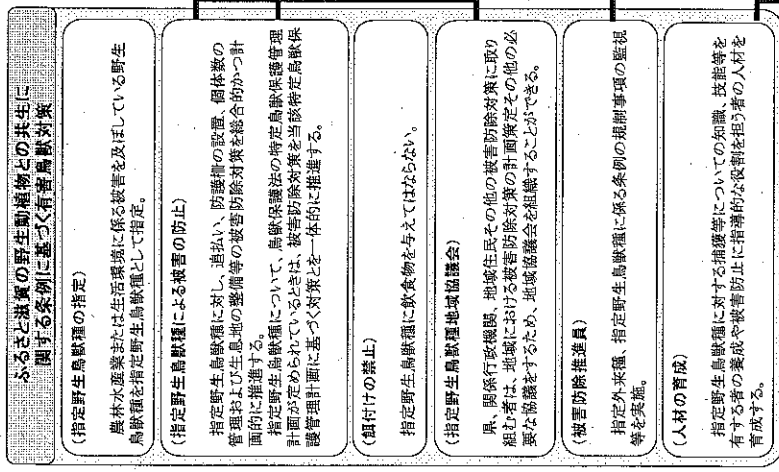 ふるさと滋賀の野生動植物との共生に
関する条例に基づく有害鳥獣対策
(指定野生鳥獣種の指定)
農林水産業または生活環境に係る被害を及ぼしている野生
鳥獣種を指定野生鳥獣種として指定。
(指定野生鳥獣種による被害の防止)
指定野生鳥獣種に対し、追払い、防護柵の設置、個体数の
管理および生息地の整備等の被害防除対策を総合的かつ計
画的に推進する。
指定野生鳥獣種について、鳥獣保護法の特定鳥獣保護管理
計画が定められているときは、被害防除対策を当該特定鳥獣保
護管理計画に基づく対策とを一体的に推進する。
(餌付けの禁止)
指定野生鳥獣種に飲食物を与えてはならない。
(指定野生鳥獣種地域協議会)
県、関係行政機関、地域住民その他の被害防除対策に取り
組む者は、地域における被害防除対策の計画策定その他の必
要な協議をするため、地域協議会を組織することができる。
(被害防除推進員)
指定外来種、指定野生鳥獣種に係る条例の規制事項の監視
等を実施。
(人材の育成)
指定野生鳥獣種に対する捕獲等についての知識、技能等を
有する者の養成や被害防止に指導的な役割を担う者の人材を
育成する。